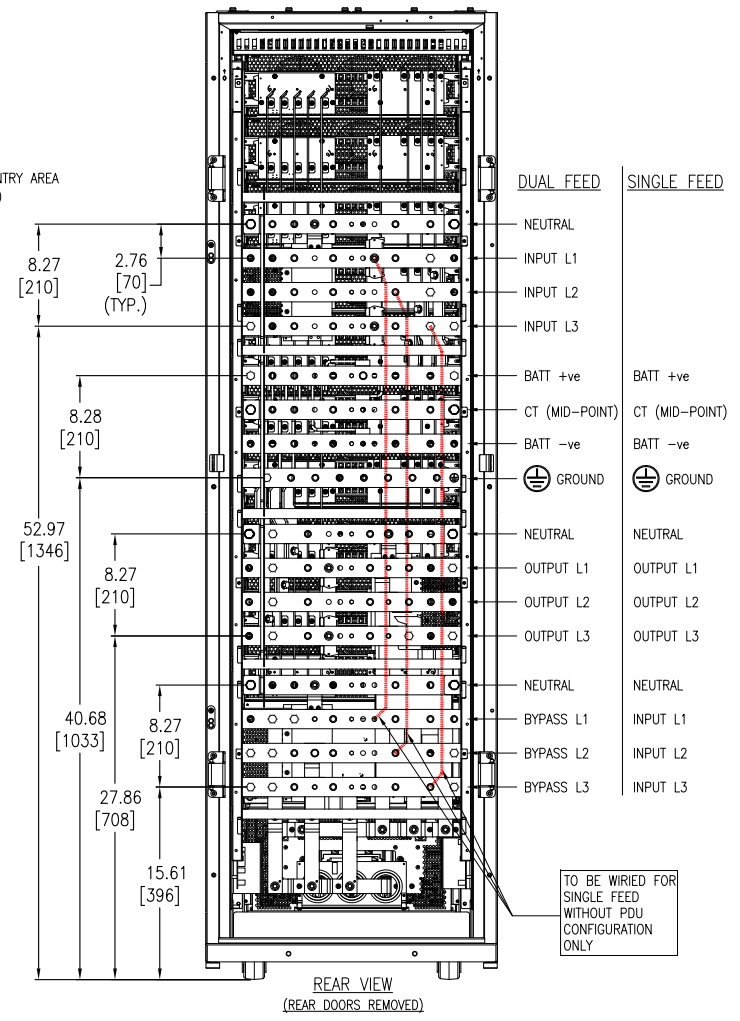 NTRY AREA
)
DUAL FEED SINGLE FEED
NEUTRAL
INPUT L1
INPUT L2
INPUT L3
BATT +ve BATT +ve
CT (MID-POINT) CT (MID-POINT)
BATT -ve BATT -ve
GROUND GROUND
NEUTRAL NEUTRAL
OUTPUT L1 OUTPUT L1
OUTPUT L2 OUTPUT L2
OUTPUT L3 OUTPUT L3
NEUTRAL NEUTRAL
BYPASS L1 INPUT L1
BYPASS L2 INPUT L2
BYPASS L3 INPUT L3
8.27
[210]
2.76
[70]
(TYP.)
8.28
[210]
52.97
[1346]
8.27
[210]
40.68
[1033]
8.27
[210]
27.86
[708]
15.61
[396]
TO BE WIRIED FOR
SINGLE FEED
WITHOUT PDU
CONFIGURATION
ONLY
REAR VIEW
(REAR DOORS REMOVED)